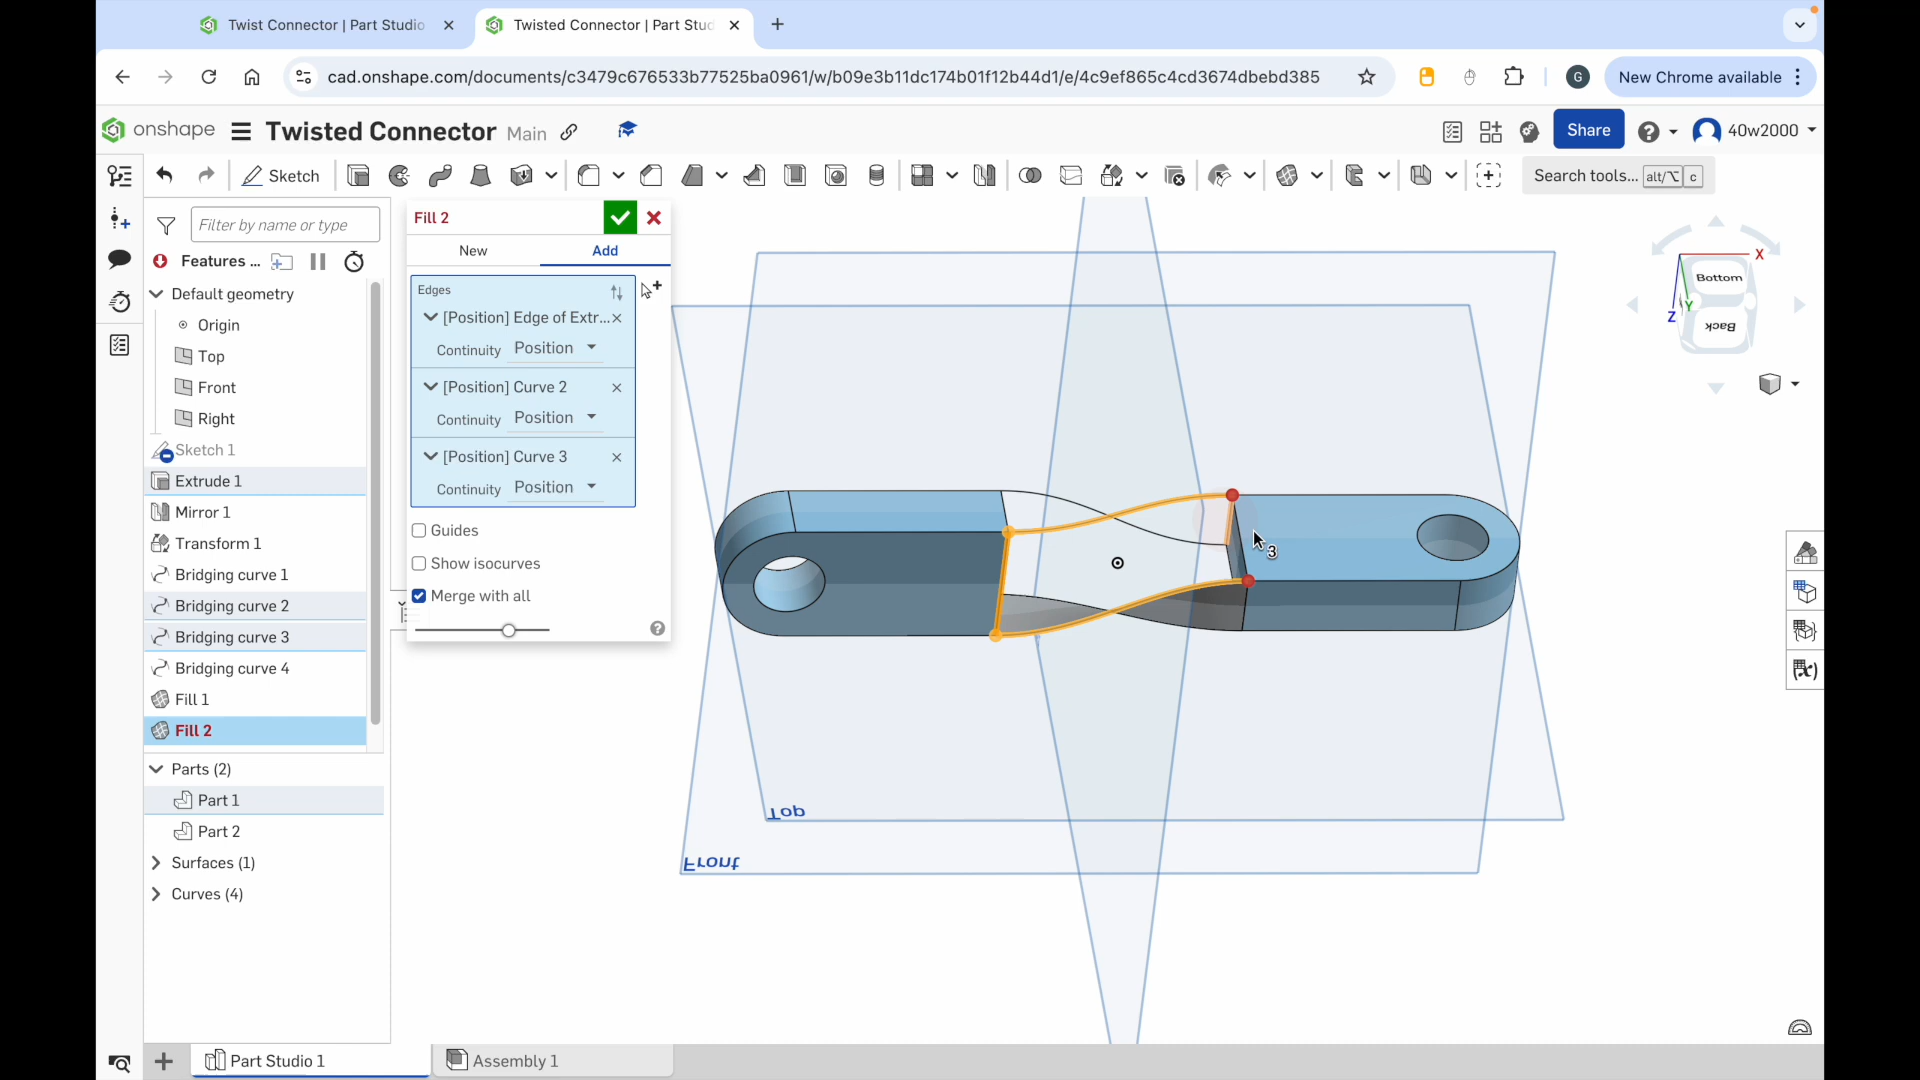 Twist Connector | Part Studio
Twisted Connector | Part Stud
cad.onshape.com/documents/c3479c676533b77525ba0961/w/b09e3b11dc174b01f12b44d1/e/4c9ef865c4cd3674dbebd385
G
New Chrome available
onshape
Twisted Connector
Main
Share
40w2000
Sketch
Search tools...
alt/⌥
c
Filter by name or type
Features ...
Default geometry
Origin
Top
Front
Right
Sketch 1
Extrude 1
Mirror 1
Transform 1
Bridging curve 1
Bridging curve 2
Bridging curve 3
Bridging curve 4
Fill 1
Fill 2
Parts (2)
Part 1
Part 2
Surfaces (1)
Curves (4)
Fill 2
New
Add
Edges
[Position] Edge of Extr...
Continuity Position
[Position] Curve 2
Continuity Position
[Position] Curve 3
Continuity Position
Guides
Show isocurves
Merge with all
3
Top
Front
X
Bottom
Y
Z
Back
Part Studio 1
Assembly 1